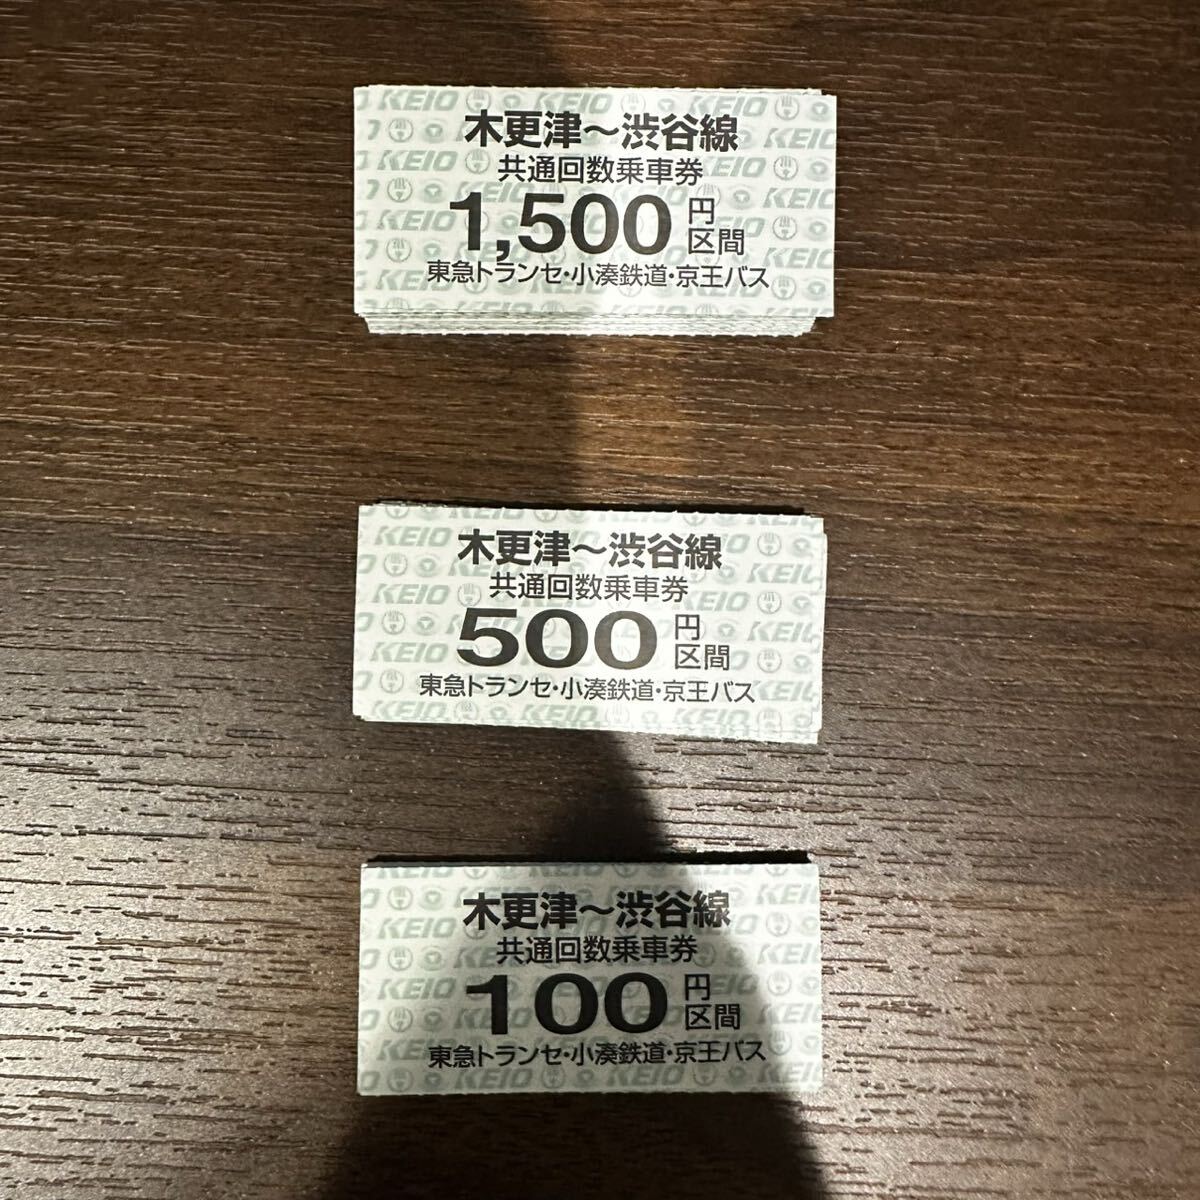 木更津〜渋谷線
共通回数乗車券
1,500円区間
東急トランセ・小湊鉄道・京王バス
木更津〜渋谷線
共通回数乗車券
500円区間
東急トランセ・小湊鉄道・京王バス
木更津〜渋谷線
共通回数乗車券
100円区間
東急トランセ・小湊鉄道・京王バス
KEIO